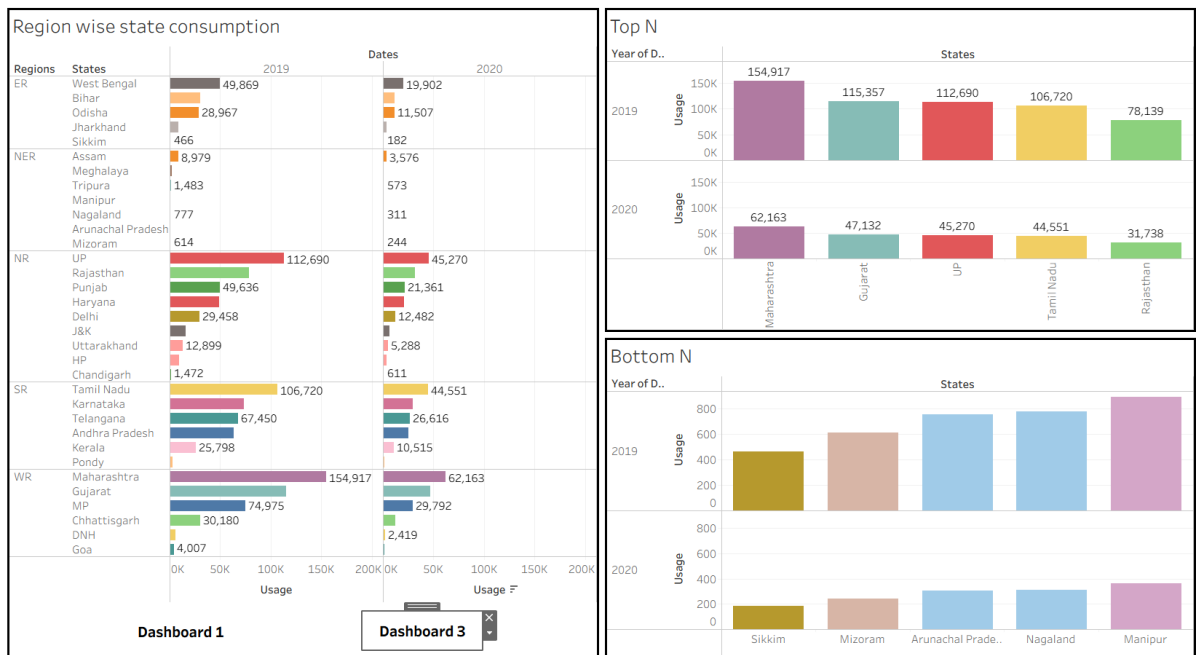 Region wise state consumption
Dates
Regions States 2019 2020
ER West Bengal 49,869 19,902
Bihar
Odisha 28,967 11,507
Jharkhand
Sikkim 466 182
NER Assam 8,979 3,576
Meghalaya
Tripura 1,483 573
Manipur
Nagaland 777 311
Arunachal Pradesh
Mizoram 614 244
NR UP 112,690 45,270
Rajasthan
Punjab 49,636 21,361
Haryana
Delhi 29,458 12,482
J&K
Uttarakhand 12,899 5,288
HP
Chandigarh 1,472 611
SR Tamil Nadu 106,720 44,551
Karnataka
Telangana 67,450 26,616
Andhra Pradesh
Kerala 25,798 10,515
Pondy
WR Maharashtra 154,917 62,163
Gujarat
MP 74,975 29,792
Chhattisgarh 30,180
DNH 2,419
Goa 4,007
0K 50K 100K 150K 200K 0K 50K 100K 150K 200K
Usage Usage
Dashboard 1 Dashboard 3
Top N
Year of D.. States
2019
Usage
150K
100K
50K
0K
154,917 115,357 112,690 106,720 78,139
2020
Usage
150K
100K
50K
0K
62,163 47,132 45,270 44,551 31,738
Maharashtra Gujarat UP Tamil Nadu Rajasthan
Bottom N
Year of D.. States
2019
Usage
800
600
400
200
0
2020
Usage
800
600
400
200
0
Sikkim Mizoram Arunachal Prade.. Nagaland Manipur